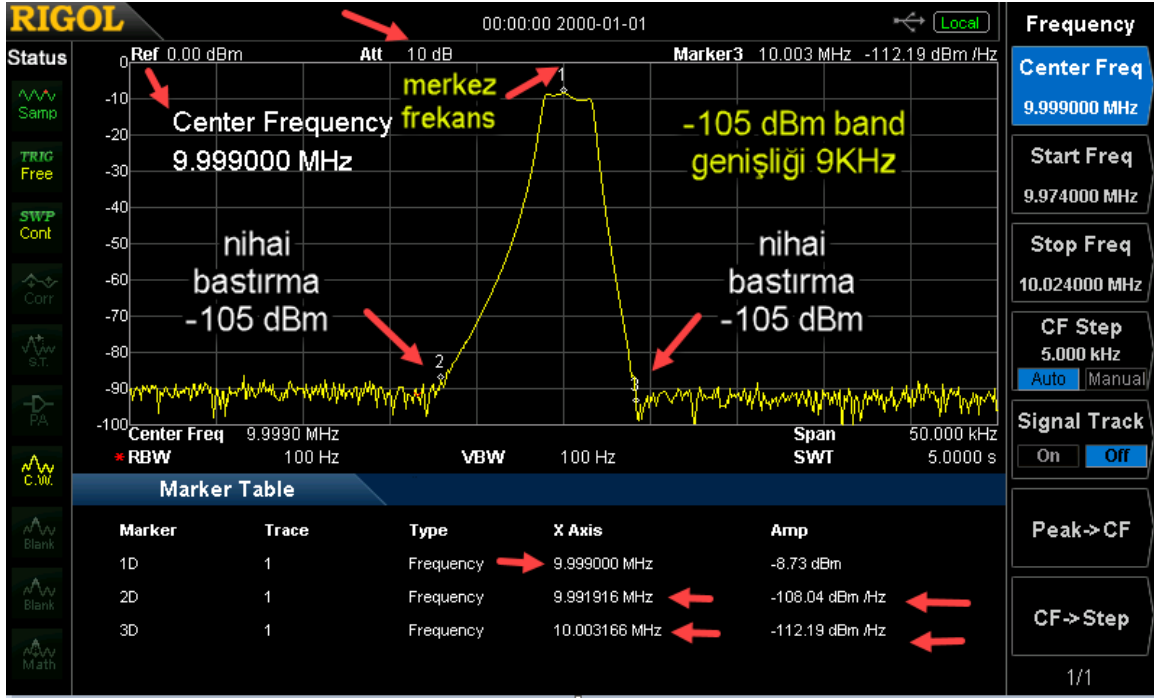 RIGOL
00:00:00 2000-01-01
Local
Frequency
Status
Ref 0.00 dBm Att 10 dB Marker3 10.003 MHz -112.19 dBm /Hz
Center Freq
9.999000 MHz
Start Freq
9.974000 MHz
Stop Freq
10.024000 MHz
CF Step
5.000 kHz
Auto Manual
Signal Track
On Off
Peak->CF
CF->Step
1/1
Samp
TRIG
Free
SWP
Cont
Corr
S.T.
PA
C.W.
Blank
Blank
Math
0
-10
-20
-30
-40
-50
-60
-70
-80
-90
-100
1
2
3
merkez
frekans
Center Frequency
9.999000 MHz
-105 dBm band
genişliği 9KHz
nihai
bastırma
-105 dBm
nihai
bastırma
-105 dBm
Center Freq 9.9990 MHz Span 50.000 kHz
*RBW 100 Hz VBW 100 Hz SWT 5.0000 s
Marker Table
Marker Trace Type X Axis Amp
1D 1 Frequency 9.999000 MHz -8.73 dBm
2D 1 Frequency 9.991916 MHz -108.04 dBm /Hz
3D 1 Frequency 10.003166 MHz -112.19 dBm /Hz